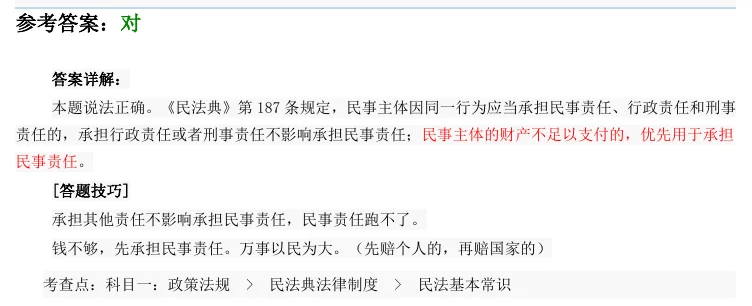 参考答案：对
答案详解：
本题说法正确。《民法典》第 187 条规定，民事主体因同一行为应当承担民事责任、行政责任和刑事
责任的，承担行政责任或者刑事责任不影响承担民事责任；民事主体的财产不足以支付的，优先用于承担
民事责任。
[答题技巧]
承担其他责任不影响承担民事责任，民事责任跑不了。
钱不够，先承担民事责任。万事以民为大。（先赔个人的，再赔国家的）
考查点：科目一：政策法规 > 民法典法律制度 > 民法基本常识